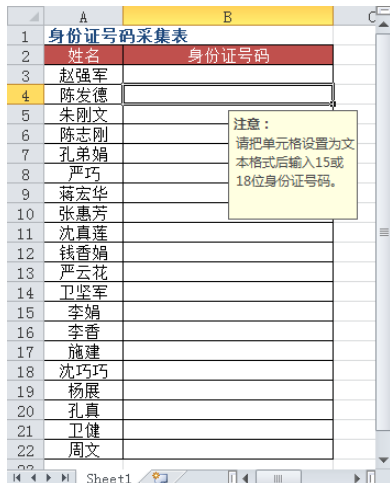 A B C
1 身份证号码采集表
2 姓名 身份证号码
3 赵强军
4 陈发德
5 朱刚文
注意：
请把单元格设置为文
本格式后输入15或
18位身份证号码。
6 陈志刚
7 孔弟娟
8 严巧
9 蒋宏华
10 张惠芳
11 沈真莲
12 钱香娟
13 严云花
14 卫坚军
15 李娟
16 李香
17 施建
18 沈巧巧
19 杨展
20 孔真
21 卫健
22 周文
Sheet1